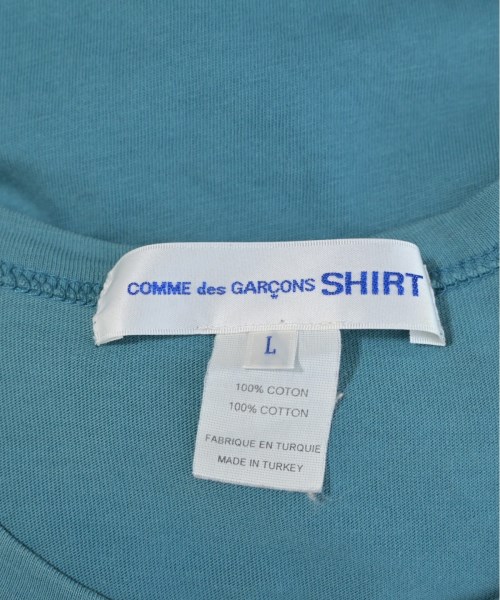 COMME des GARÇONS SHIRT
L
100% COTON
100% COTTON
FABRIQUE EN TURQUIE
MADE IN TURKEY